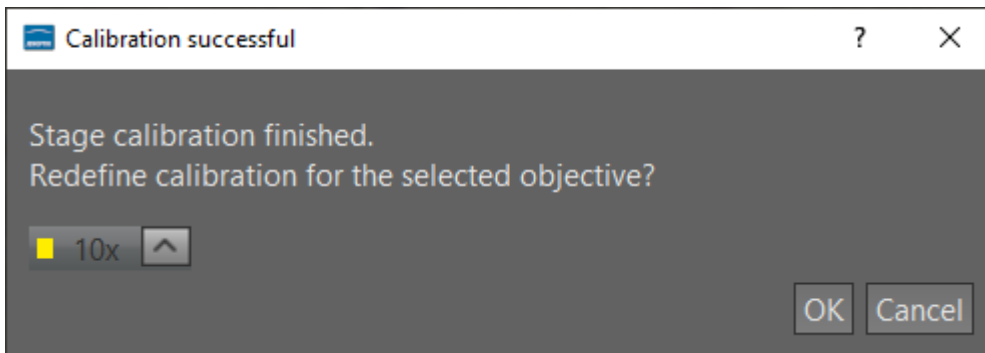 Calibration successful
?
Stage calibration finished.
Redefine calibration for the selected objective?
10x
OK Cancel